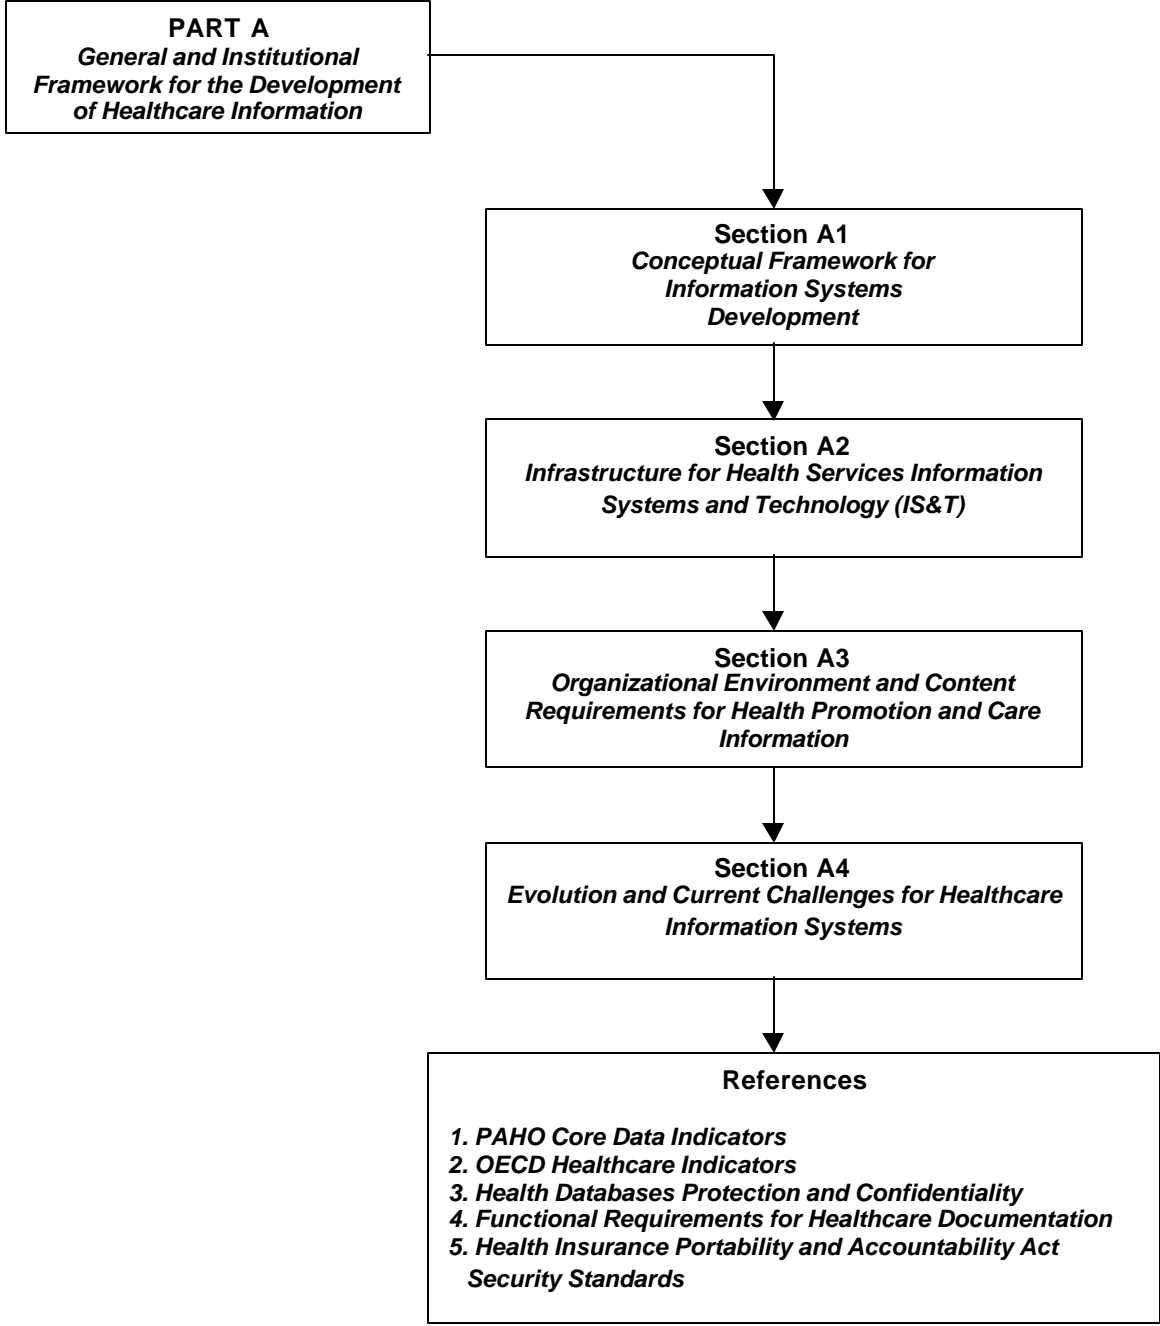 PART A
General and Institutional
Framework for the Development
of Healthcare Information
Section A1
Conceptual Framework for
Information Systems
Development
Section A2
Infrastructure for Health Services Information
Systems and Technology (IS&T)
Section A3
Organizational Environment and Content
Requirements for Health Promotion and Care
Information
Section A4
Evolution and Current Challenges for Healthcare
Information Systems
References
1. PAHO Core Data Indicators
2. OECD Healthcare Indicators
3. Health Databases Protection and Confidentiality
4. Functional Requirements for Healthcare Documentation
5. Health Insurance Portability and Accountability Act
Security Standards